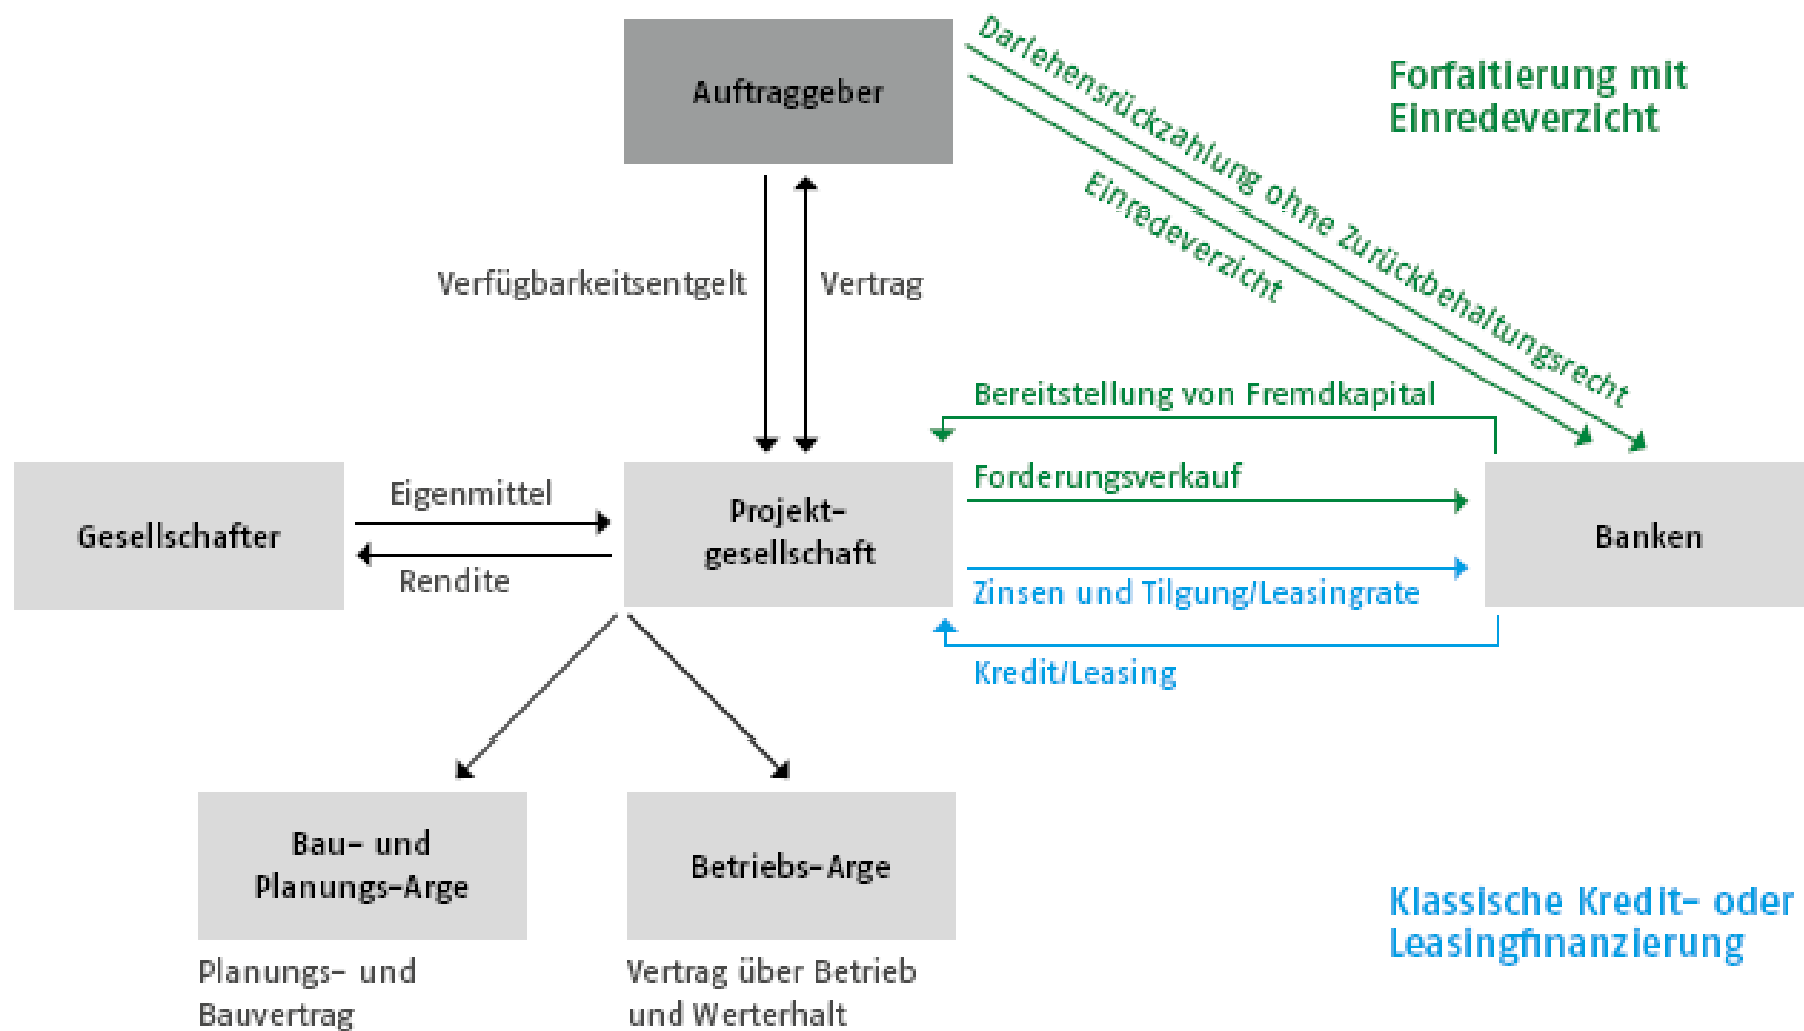 Auftraggeber
Darlehensrückzahlung ohne Zurückbehaltungsrecht
Einredeverzicht
Forfaitierung mit
Einredeverzicht
Verfügbarkeitsentgelt
Vertrag
Bereitstellung von Fremdkapital
Gesellschafter
Eigenmittel
Rendite
Projekt-
gesellschaft
Forderungsverkauf
Zinsen und Tilgung/Leasingrate
Kredit/Leasing
Banken
Bau- und
Planungs-Arge
Betriebs-Arge
Planungs- und
Bauvertrag
Vertrag über Betrieb
und Werterhalt
Klassische Kredit- oder
Leasingfinanzierung